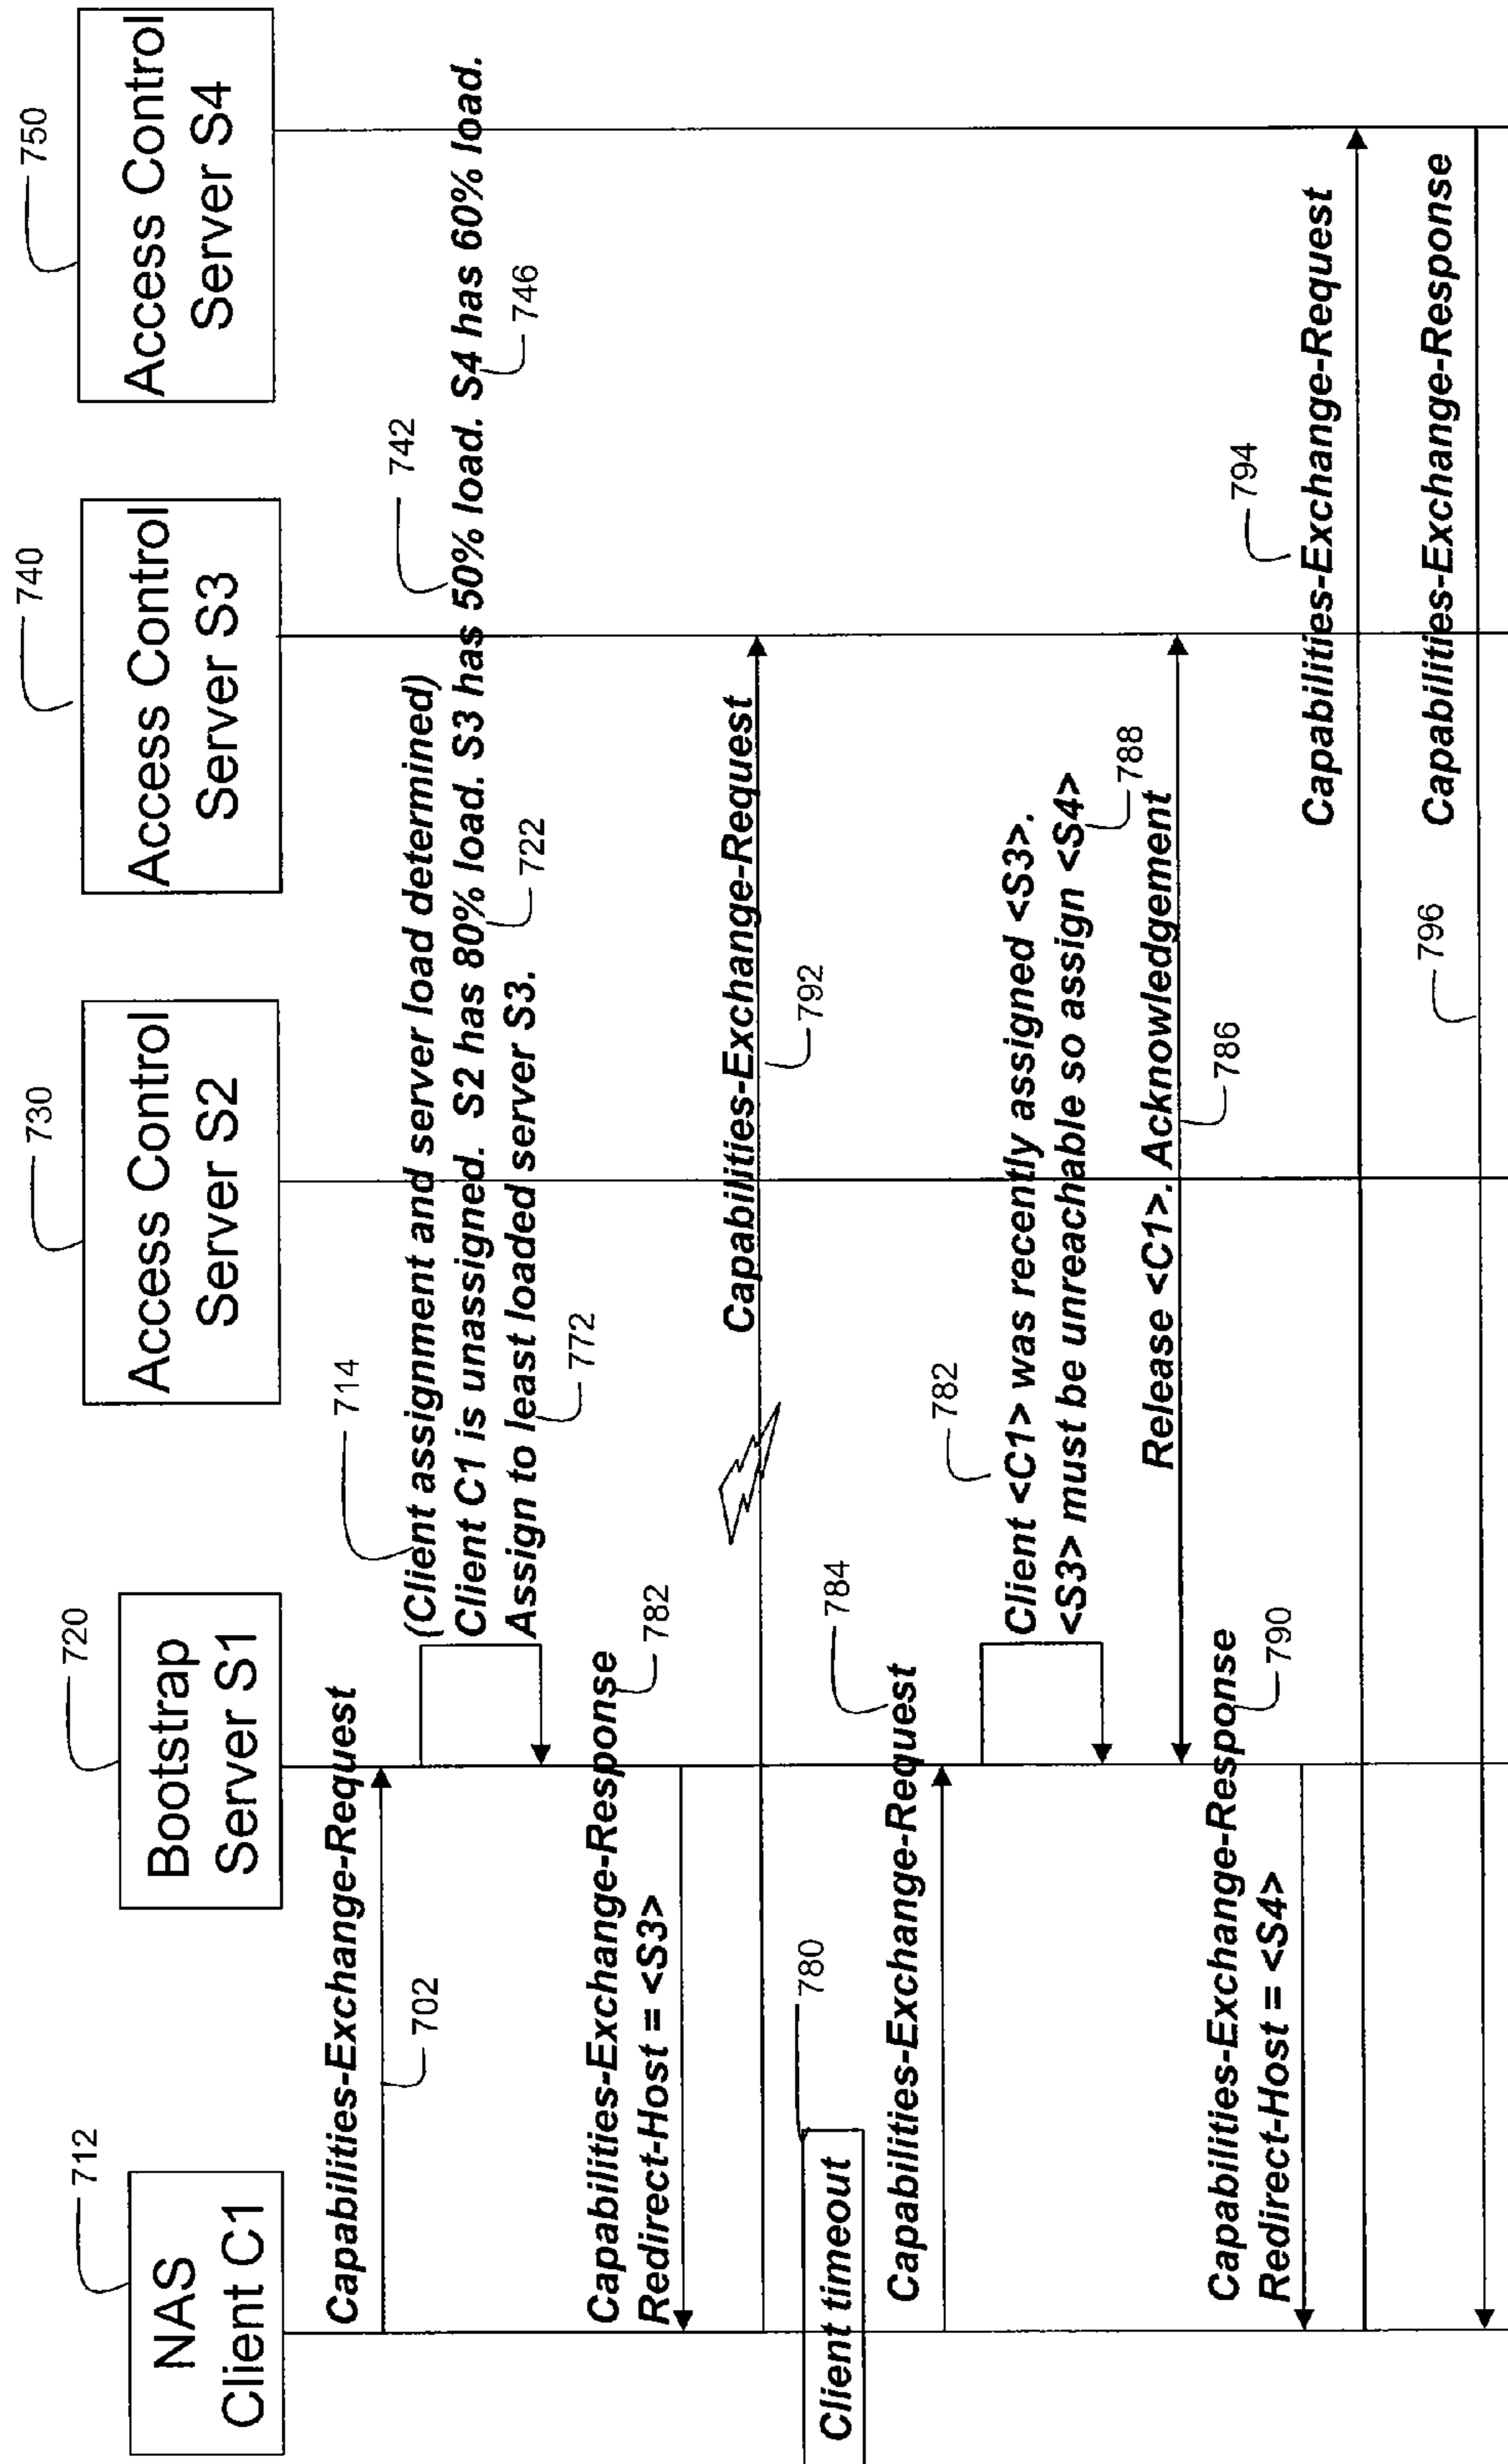 712
NAS
Client C1
720
Bootstrap
Server S1
730
Access Control
Server S2
740
Access Control
Server S3
750
Access Control
Server S4
Capabilities-Exchange-Request
702
714
(Client assignment and server load determined)
742
Client C1 is unassigned. S2 has 80% load. S3 has 50% load. S4 has 60% load.
Assign to least loaded server S3.
772
722
746
Capabilities-Exchange-Response
Redirect-Host = <S3>
782
Capabilities-Exchange-Request
792
780
Client timeout
784
Capabilities-Exchange-Request
782
Client <C1> was recently assigned <S3>.
<S3> must be unreachable so assign <S4>
788
Release <C1>. Acknowledgement
786
Capabilities-Exchange-Response
Redirect-Host = <S4>
790
794
Capabilities-Exchange-Request
Capabilities-Exchange-Response
796